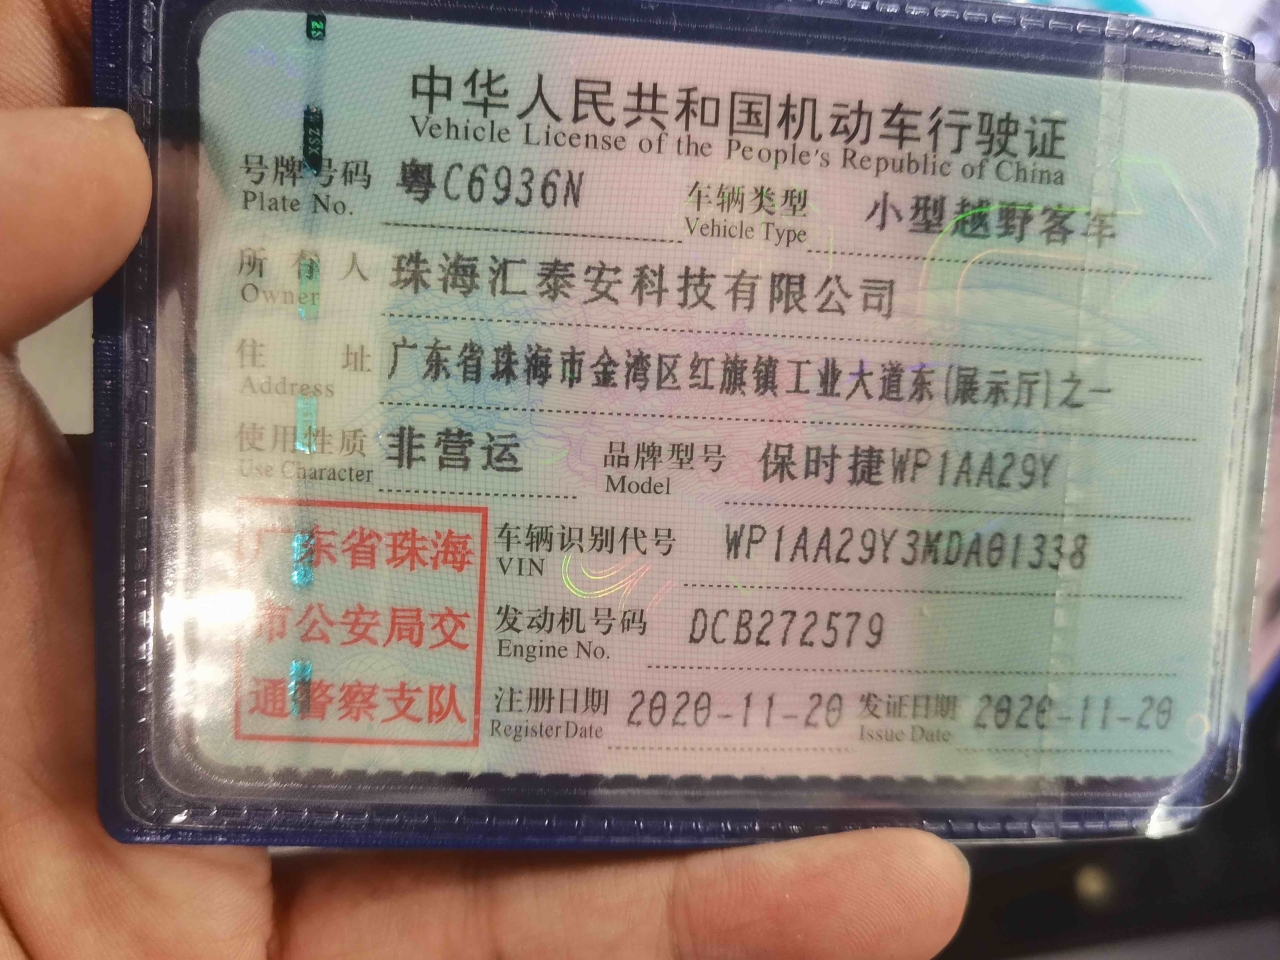 中华人民共和国机动车行驶证
Vehicle License of the People's Republic of China
号牌号码 粤C6936N 车辆类型 小型越野客车
Plate No. Vehicle Type
所有人 珠海汇泰安科技有限公司
Owner
住址 广东省珠海市金湾区红旗镇工业大道东(展示厅)之一
Address
使用性质 非营运 品牌型号 保时捷WP1AA29Y
Use Character Model
广东省珠海
市公安局交
通警察支队
车辆识别代号 WP1AA29Y3MDA01338
VIN
发动机号码 DCB272579
Engine No.
注册日期 2020-11-20 发证日期 2020-11-20
Register Date Issue Date